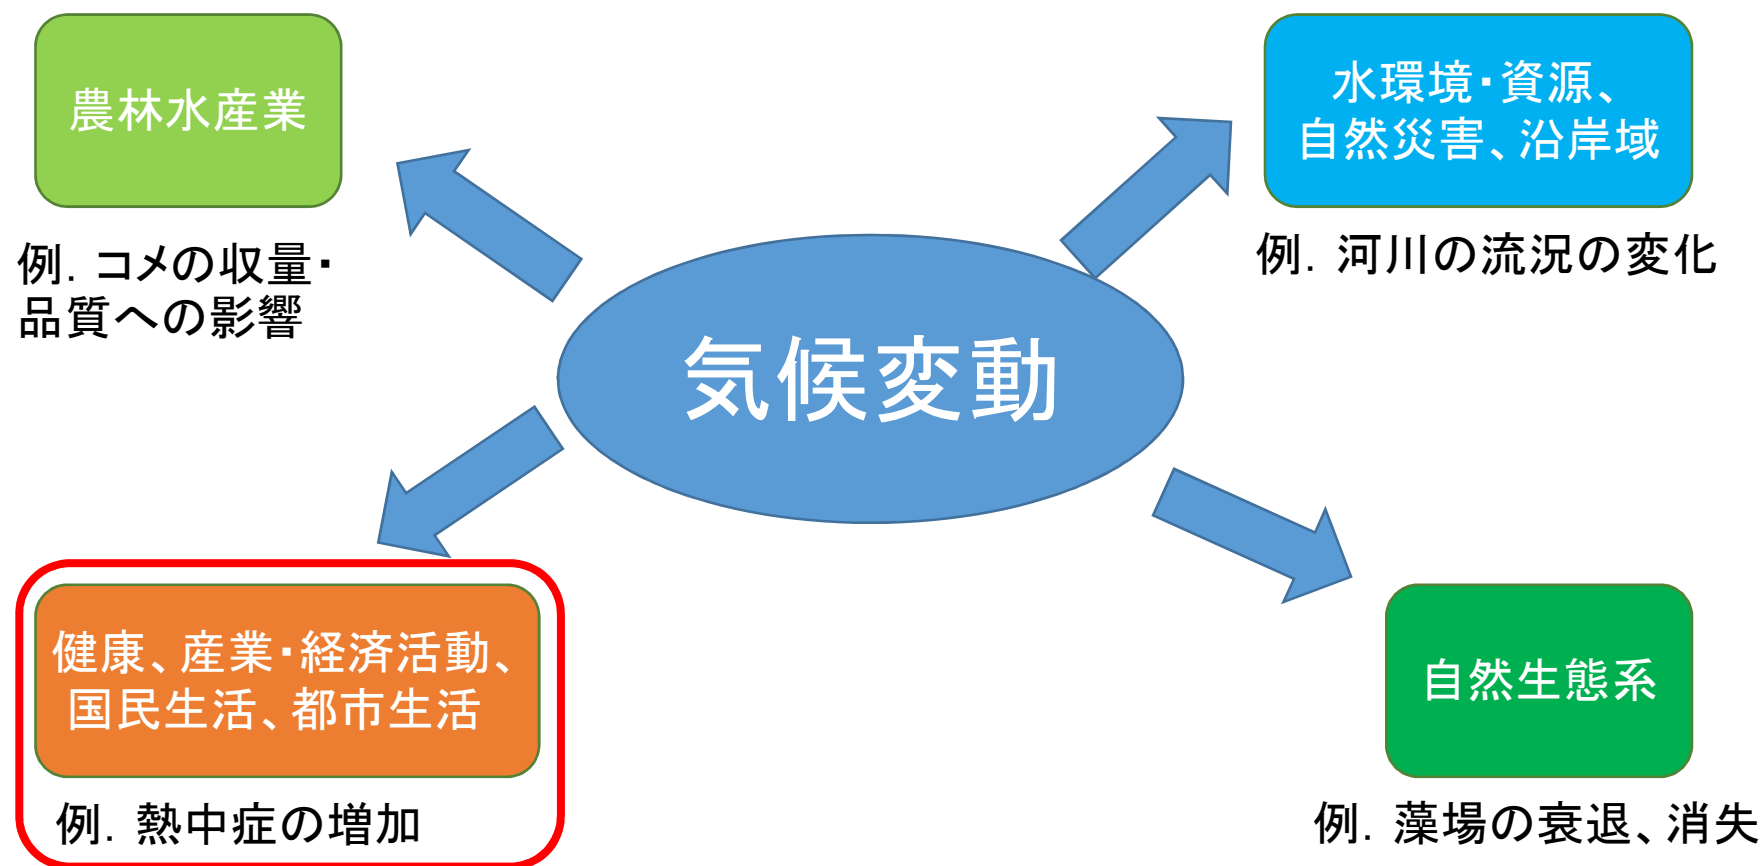 農林水産業
例. コメの収量・
品質への影響
水環境・資源、
自然災害、沿岸域
例. 河川の流況の変化
気候変動
健康、産業・経済活動、
国民生活、都市生活
例. 熱中症の増加
自然生態系
例. 藻場の衰退、消失